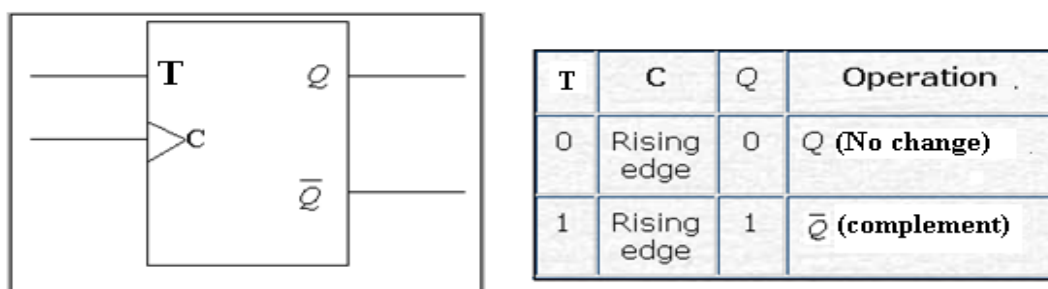 T Q
C
Q̅
T C Q Operation .
0 Rising edge 0 Q (No change)
1 Rising edge 1 Q̅ (complement)